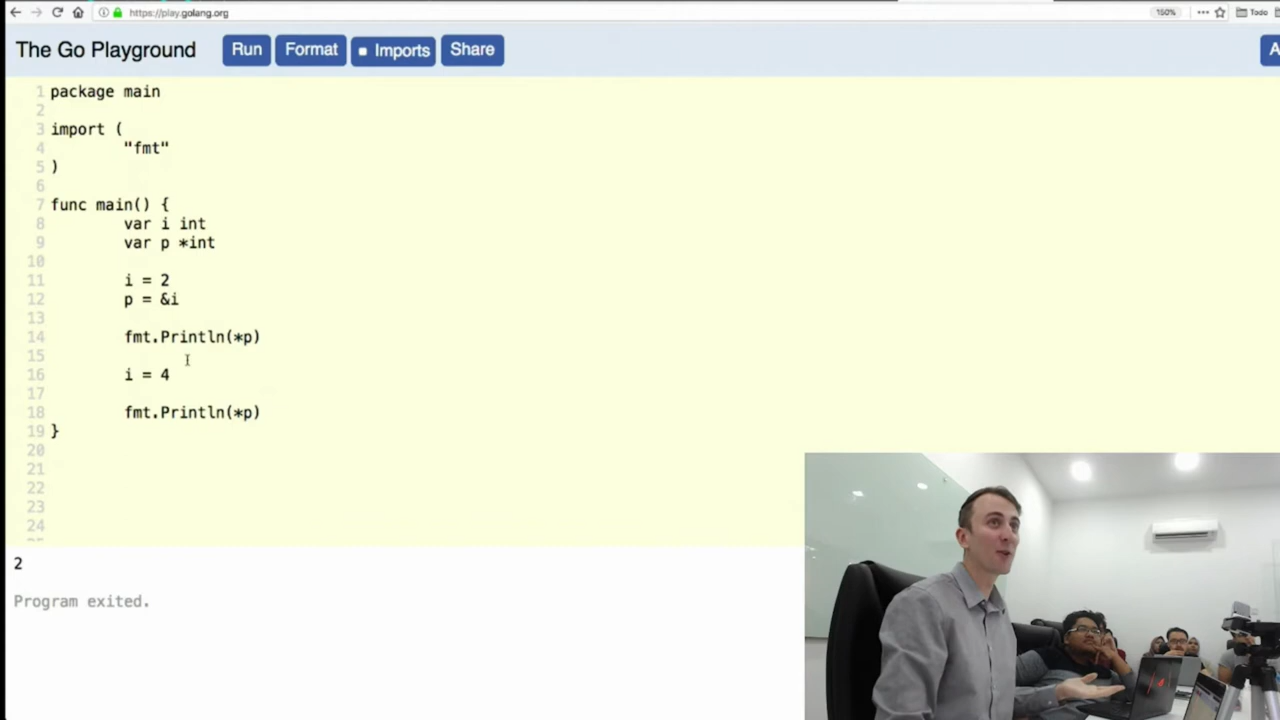 https://play.golang.org
150%
Todo
The Go Playground
Run
Format
Imports
Share
A
1 package main
2
3 import (
4 "fmt"
5 )
6
7 func main() {
8 var i int
9 var p *int
10
11 i = 2
12 p = &i
13
14 fmt.Println(*p)
15
16 i = 4
17
18 fmt.Println(*p)
19 }
20
21
22
23
24
2
Program exited.